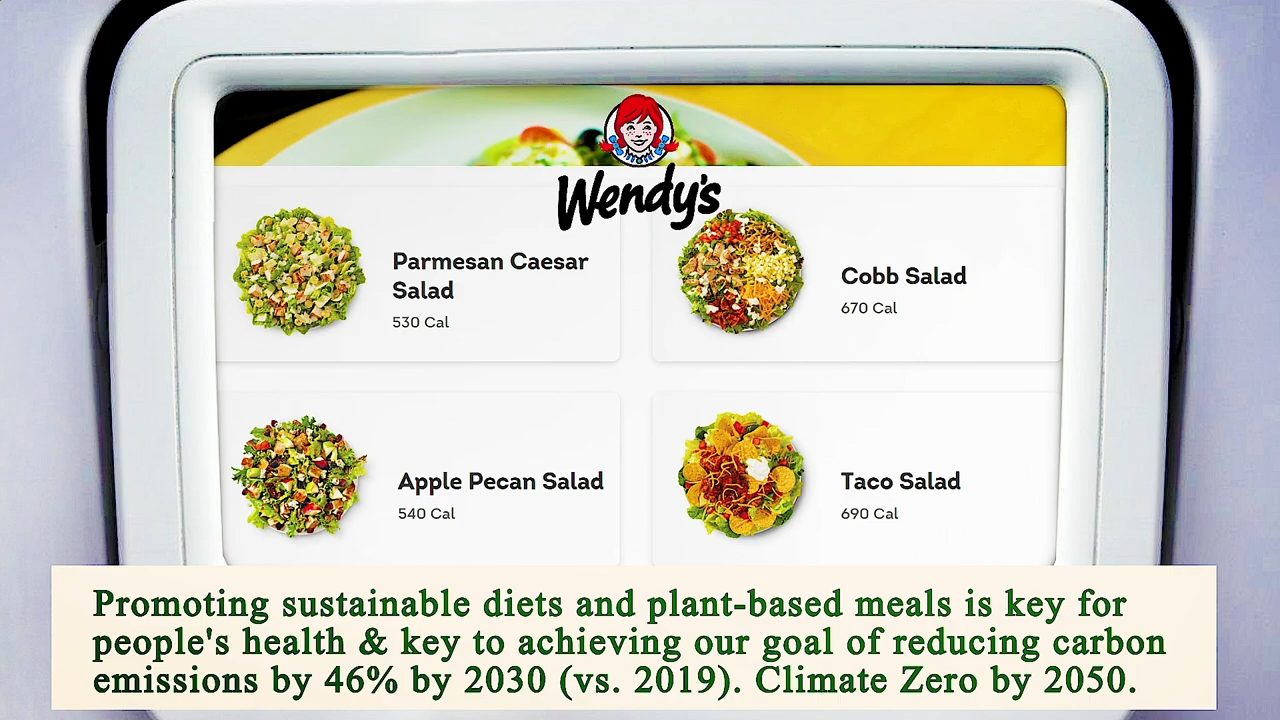 Wendy's
Parmesan Caesar
Salad
530 Cal
Cobb Salad
670 Cal
Apple Pecan Salad
540 Cal
Taco Salad
690 Cal
Promoting sustainable diets and plant-based meals is key for
people's health & key to achieving our goal of reducing carbon
emissions by 46% by 2030 (vs. 2019). Climate Zero by 2050.